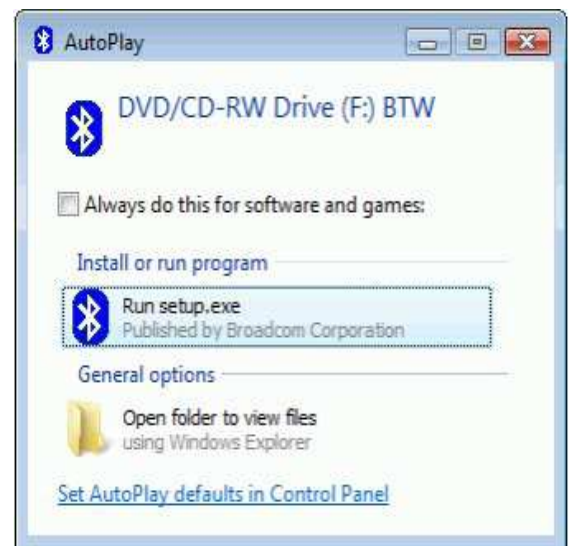 AutoPlay
DVD/CD-RW Drive (F:) BTW
Always do this for software and games:
Install or run program
Run setup.exe
Published by Broadcom Corporation
General options
Open folder to view files
using Windows Explorer
Set AutoPlay defaults in Control Panel